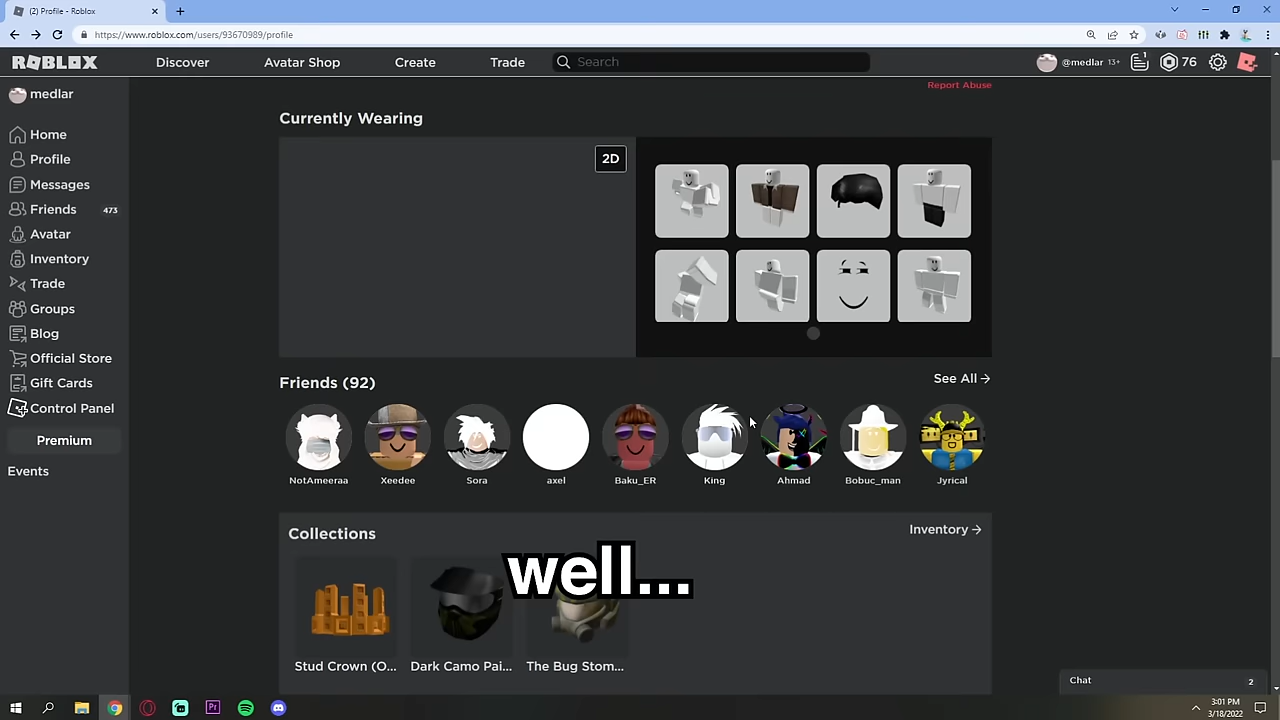 (2) Profile - Roblox
https://www.roblox.com/users/93670989/profile
ROBLOX
Discover
Avatar Shop
Create
Trade
Search
@medlar 13+
1
76
medlar
Home
Profile
Messages
Friends
473
Avatar
Inventory
Trade
Groups
Blog
Official Store
Gift Cards
Control Panel
Premium
Events
Report Abuse
Currently Wearing
2D
Friends (92)
See All
NotAmeeraa
Xeedee
Sora
axel
Baku_ER
King
Ahmad
Bobuc_man
Jyrical
Collections
Inventory
well...
Stud Crown (O...
Dark Camo Pai...
The Bug Stom...
Chat
2
Pr
3:01 PM
3/18/2022